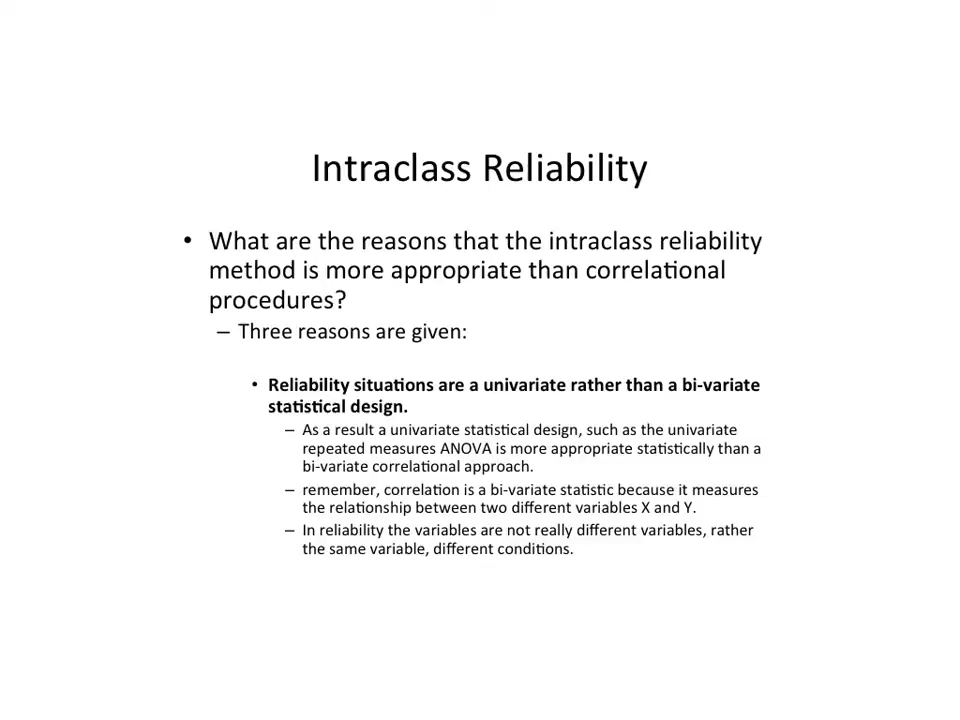 Intraclass Reliability
• What are the reasons that the intraclass reliability
method is more appropriate than correlational
procedures?
– Three reasons are given:
• Reliability situations are a univariate rather than a bi-variate
statistical design.
– As a result a univariate statistical design, such as the univariate
repeated measures ANOVA is more appropriate statistically than a
bi-variate correlational approach.
– remember, correlation is a bi-variate statistic because it measures
the relationship between two different variables X and Y.
– In reliability the variables are not really different variables, rather
the same variable, different conditions.